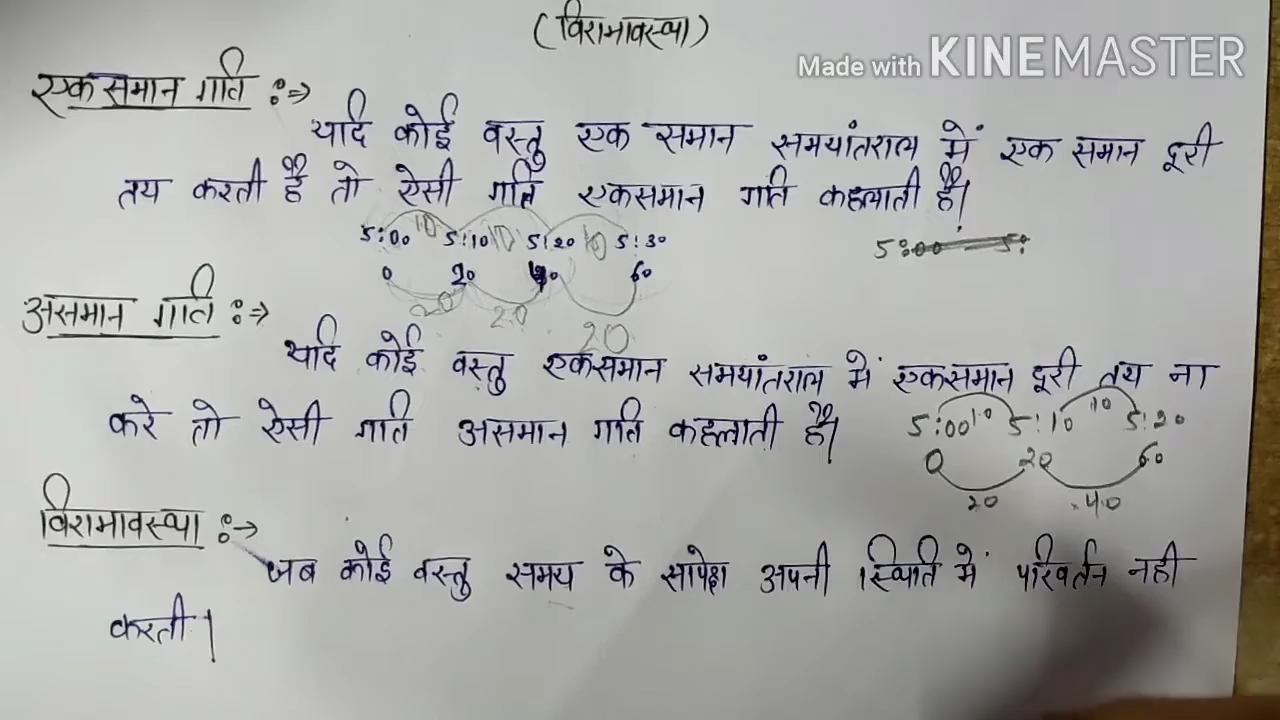 (विरामावस्था)
Made with KINEMASTER
एकसमान गति :⇒
यदि कोई वस्तु एक समान समयांतराल में एक समान दूरी
तय करती है तो ऐसी गति एकसमान गति कहलाती है।
5:00 10 5:10 10 5:20 10 5:30
5:00 5:
0 20 40 60
20 20 20
असमान गति :⇒
यदि कोई वस्तु एकसमान समयांतराल में एकसमान दूरी तय ना
करे तो ऐसी गति असमान गति कहलाती है।
5:00 10 5:10 10 5:20
0 20 60
20 40
विरामावस्था :→
जब कोई वस्तु समय के सापेक्ष अपनी स्थिति में परिवर्तन नही
करती।